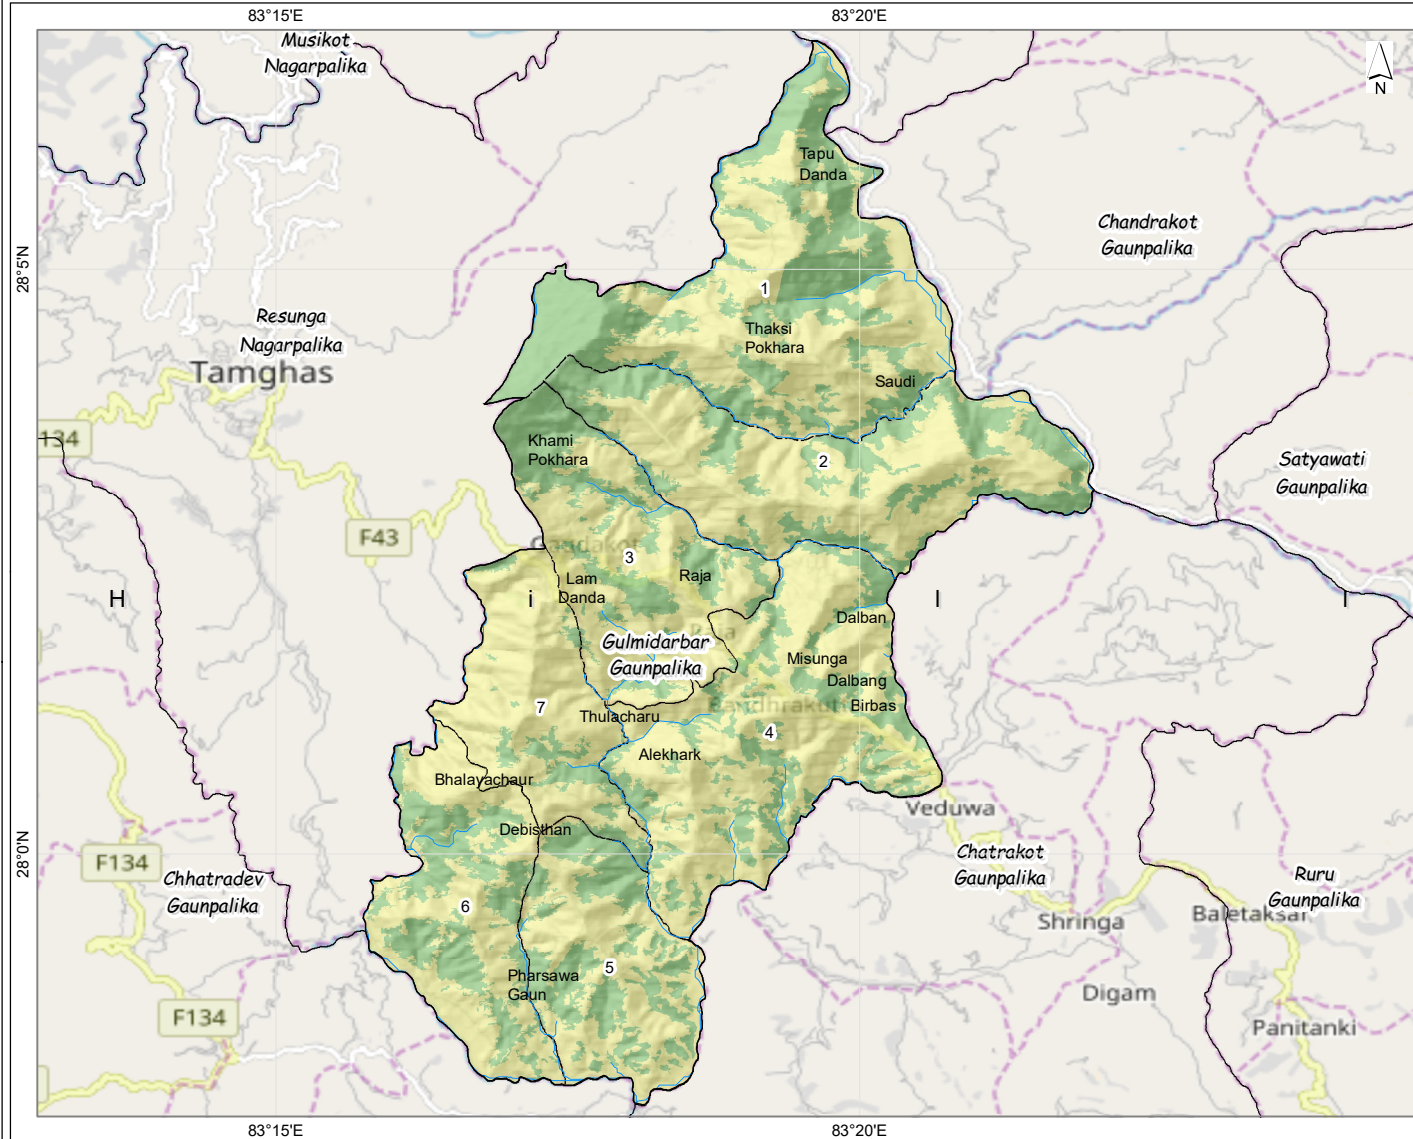 83°15'E
83°20'E
Musikot
Nagarpalika
N
Tapu
Danda
Chandrakot
Gaunpalika
28°5'N
1
Resunga
Nagarpalika
Thaksi
Pokhara
Tamghas
Saudi
134
Khami
Pokhara
2
Satyawati
Gaunpalika
F43
3
Raja
Lam
Danda
H
i
l
l
Dalban
Gulmidarbar
Gaunpalika
Misunga
Dalbang
Birbas
7
Thulacharu
4
Alekhark
Bhalayachaur
Veduwa
Debisthan
28°0'N
F134
Chatrakot
Gaunpalika
Chhatradev
Gaunpalika
Ruru
Gaunpalika
6
Shringa
Baletaksar
5
Pharsawa
Gaun
Digam
F134
Panitanki
83°15'E
83°20'E